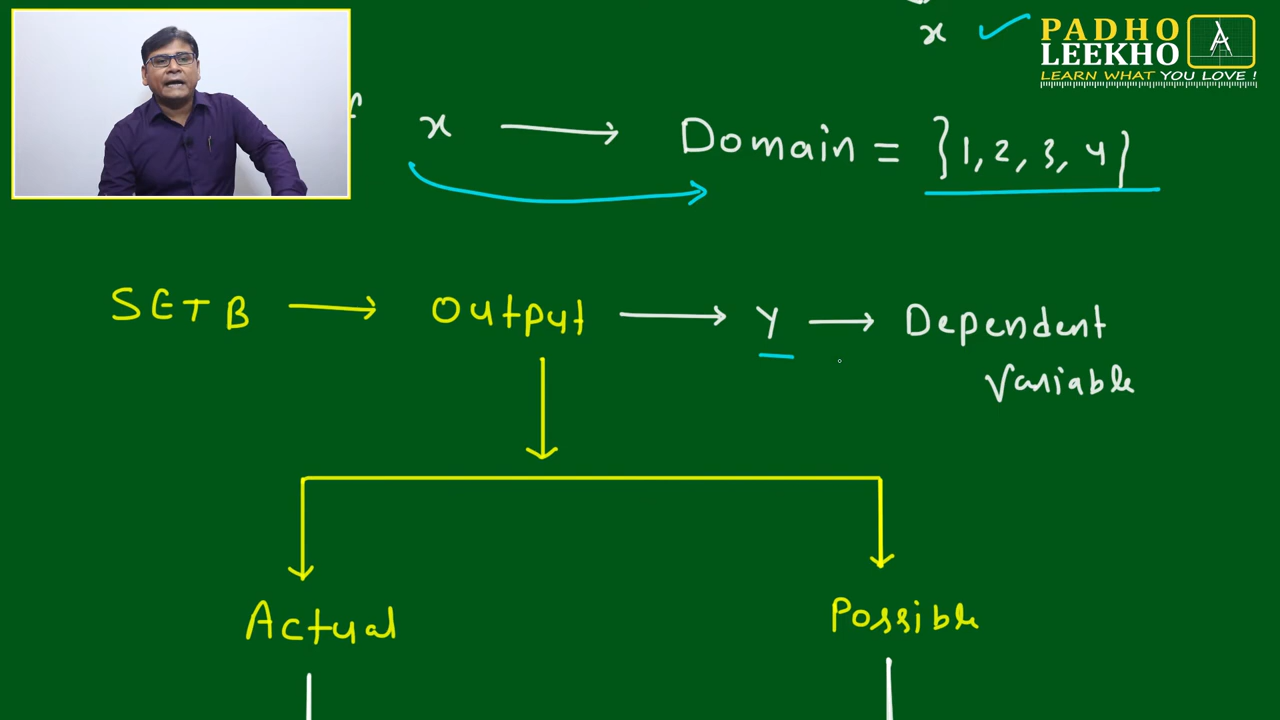 x ✓
PADHO
LEEKHO
LEARN WHAT YOU LOVE !
x → Domain = {1, 2, 3, 4}
SET B → Output → Y → Dependent
Variable
Actual Possible